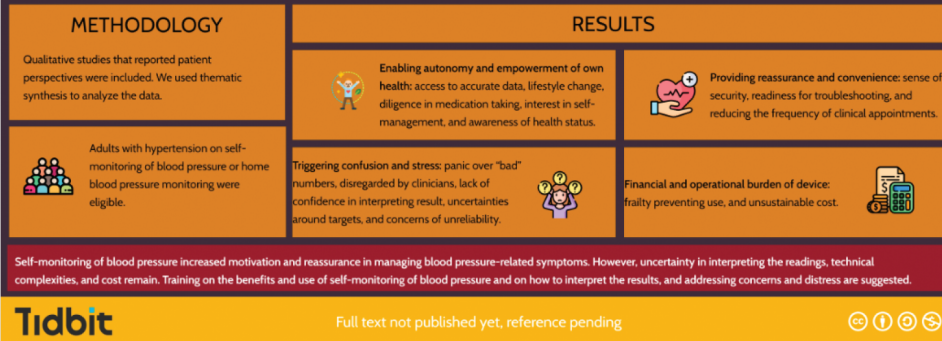 METHODOLOGY
Qualitative studies that reported patient
perspectives were included. We used thematic
synthesis to analyze the data.
Adults with hypertension on self-
monitoring of blood pressure or home
blood pressure monitoring were
eligible.
RESULTS
Enabling autonomy and empowerment of own
health: access to accurate data, lifestyle change,
diligence in medication taking, interest in self-
management, and awareness of health status.
Providing reassurance and convenience: sense of
security, readiness for troubleshooting, and
reducing the frequency of clinical appointments.
Triggering confusion and stress: panic over "bad"
numbers, disregarded by clinicians, lack of
confidence in interpreting result, uncertainties
around targets, and concerns of unreliability.
Financial and operational burden of device:
frailty preventing use, and unsustainable cost.
Self-monitoring of blood pressure increased motivation and reassurance in managing blood pressure-related symptoms. However, uncertainty in interpreting the readings, technical
complexities, and cost remain. Training on the benefits and use of self-monitoring of blood pressure and on how to interpret the results, and addressing concerns and distress are suggested.
Tidbit
Full text not published yet, reference pending
cc